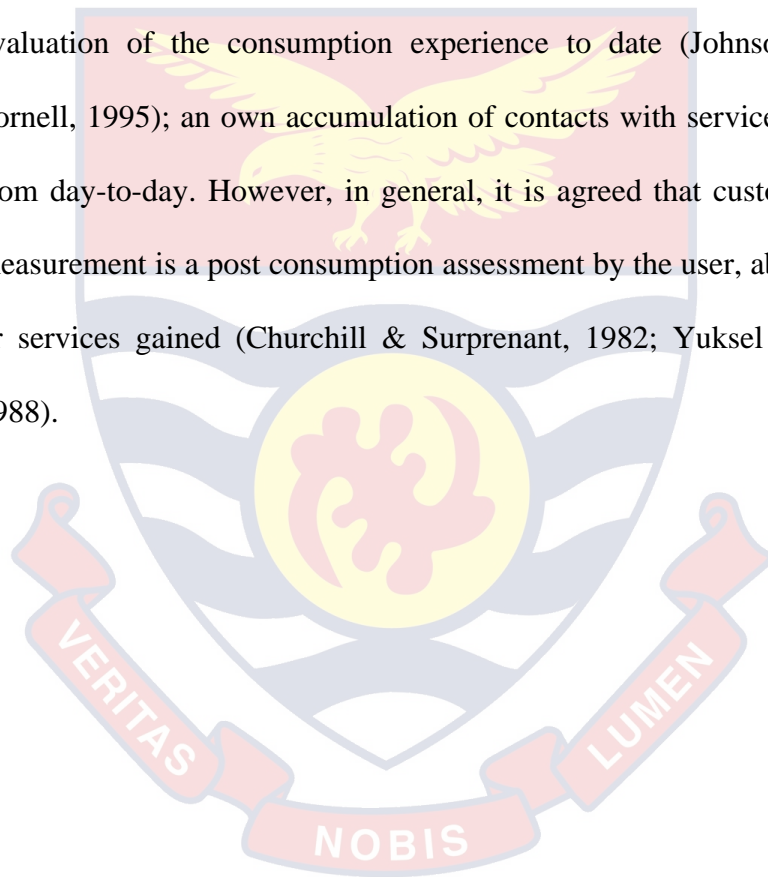 valuation of the consumption experience to date (Johnso
ornell, 1995); an own accumulation of contacts with service
om day-to-day. However, in general, it is agreed that custo
easurement is a post consumption assessment by the user, a
services gained (Churchill & Surprenant, 1982; Yuksel
988).
VERITAS
NOBIS
LUMEN